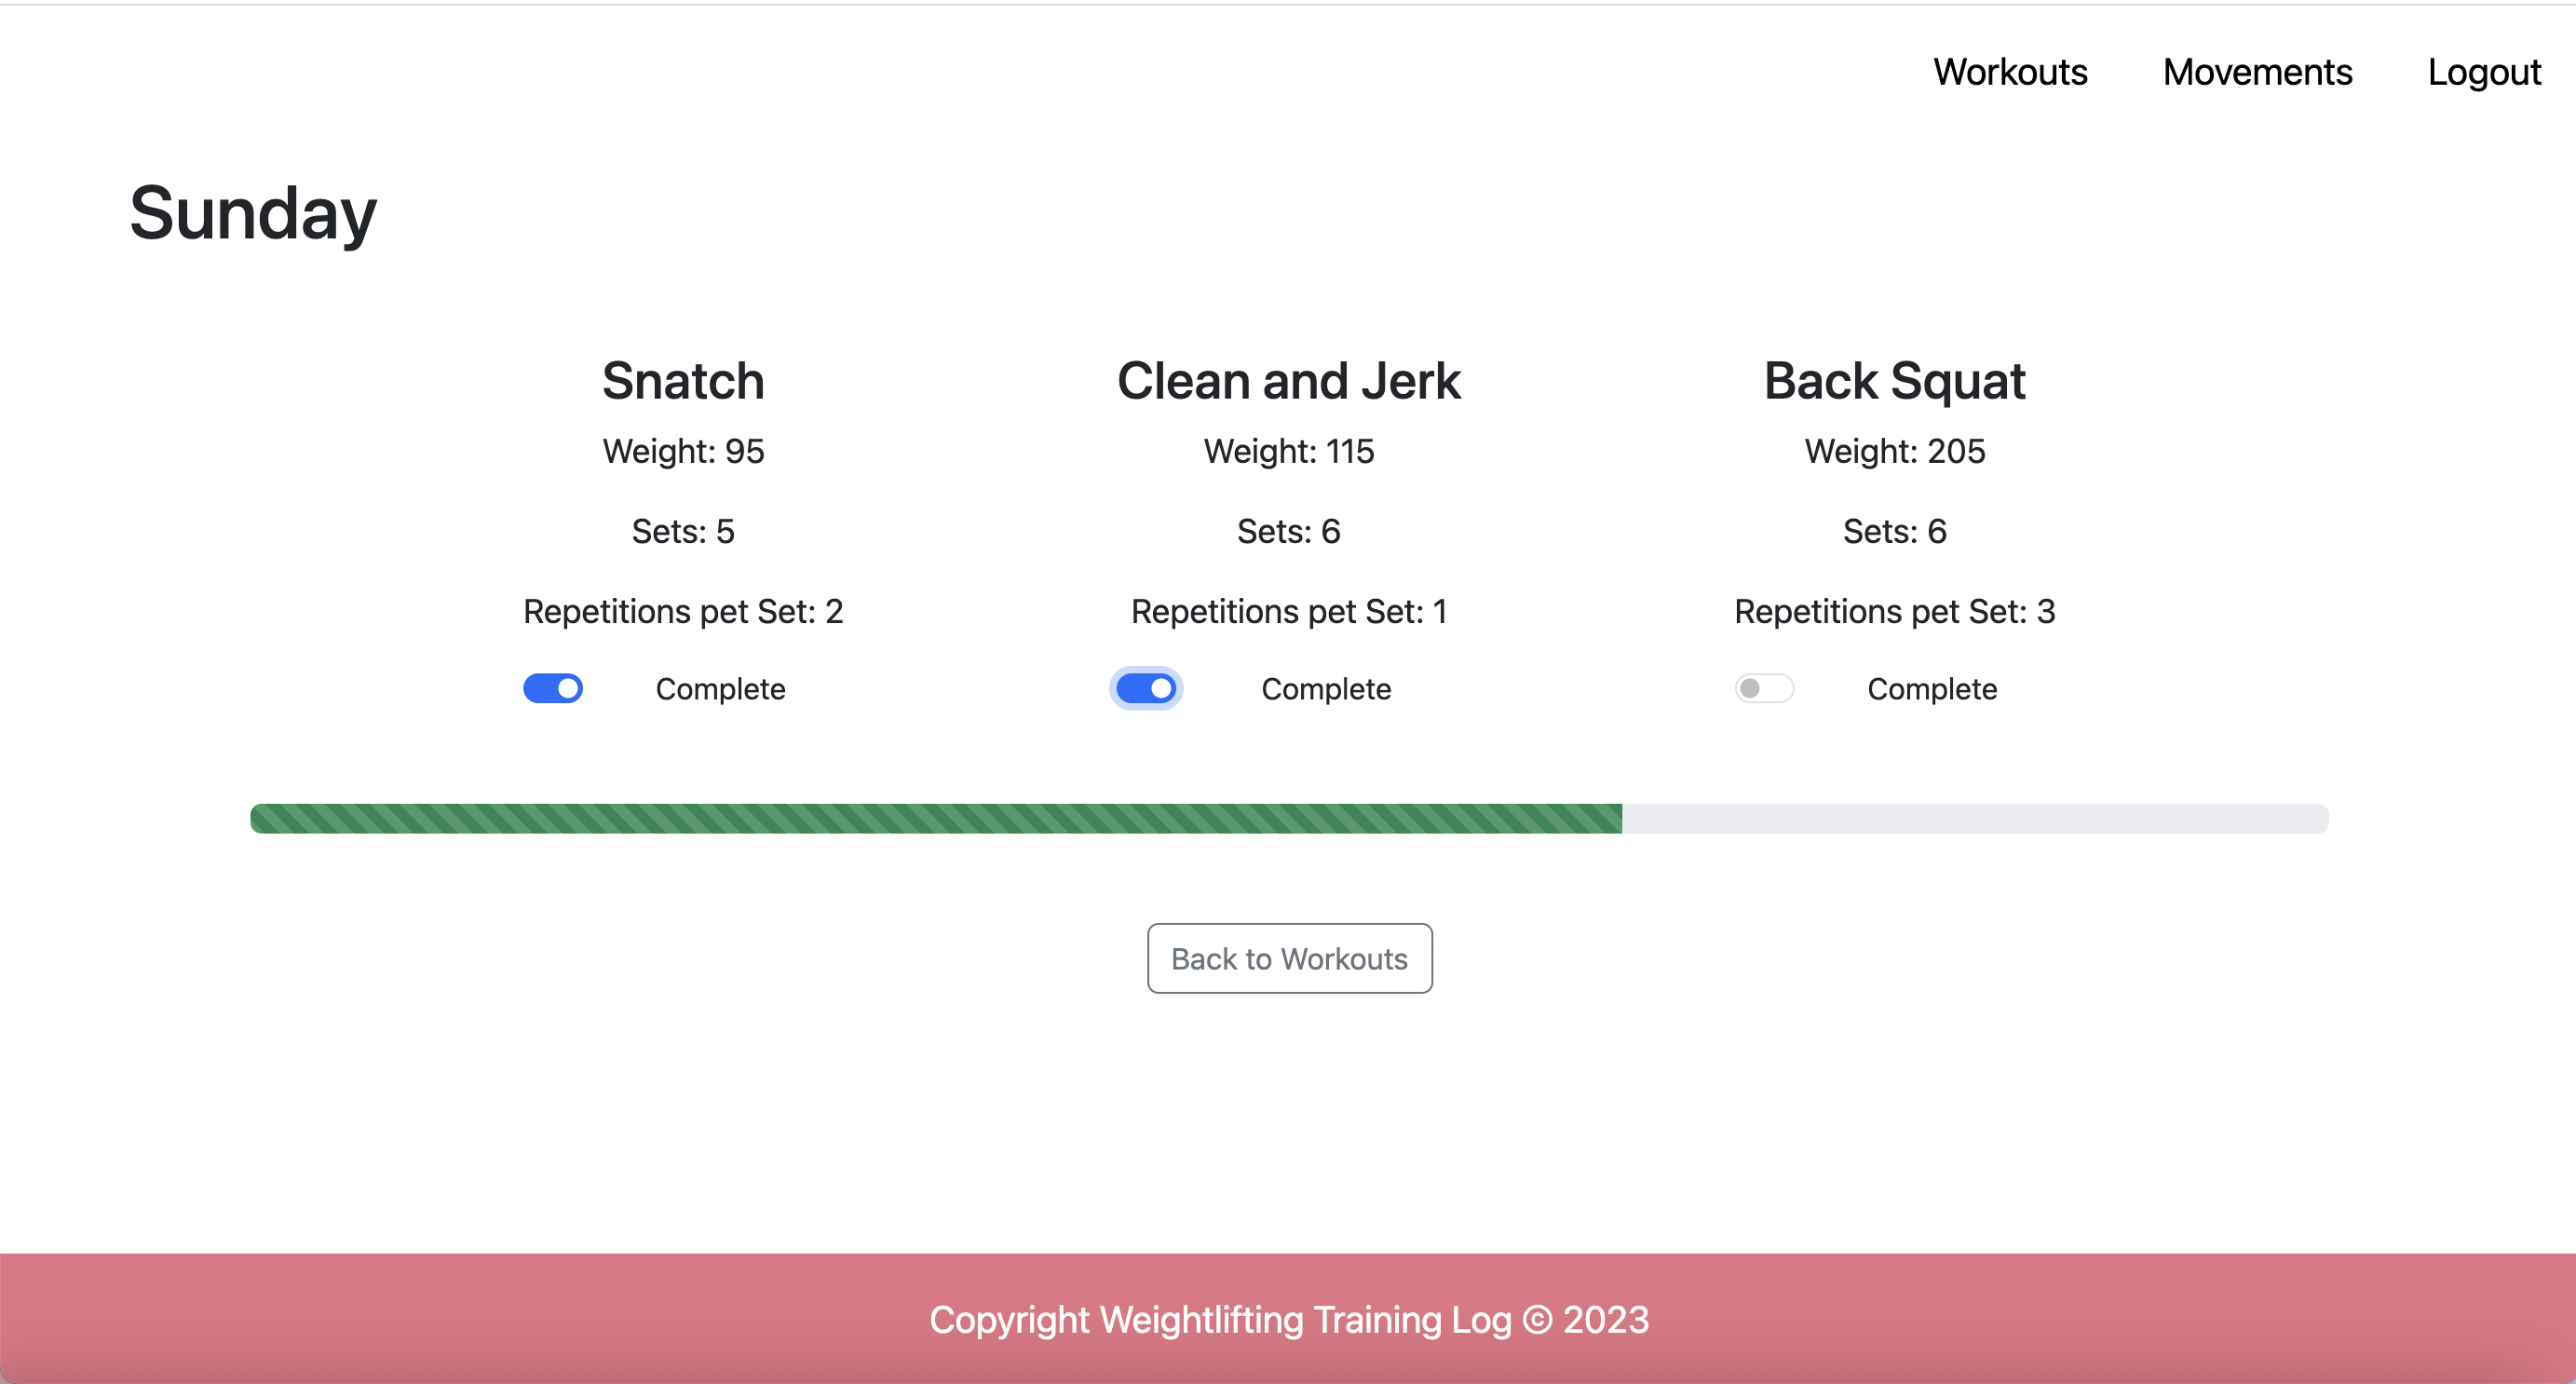 Workouts Movements Logout
Sunday
Snatch
Weight: 95
Sets: 5
Repetitions pet Set: 2
Complete
Clean and Jerk
Weight: 115
Sets: 6
Repetitions pet Set: 1
Complete
Back Squat
Weight: 205
Sets: 6
Repetitions pet Set: 3
Complete
Back to Workouts
Copyright Weightlifting Training Log © 2023